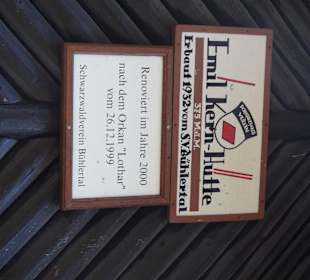 Emil Kern-Hütte
575 M.ü.M.
Erbaut 1932 vom S.V. Bühlertal
Renoviert im Jahre 2000
nach dem Orkan "Lothar"
vom 26.12.1999
Schwarzwaldverein Bühlertal